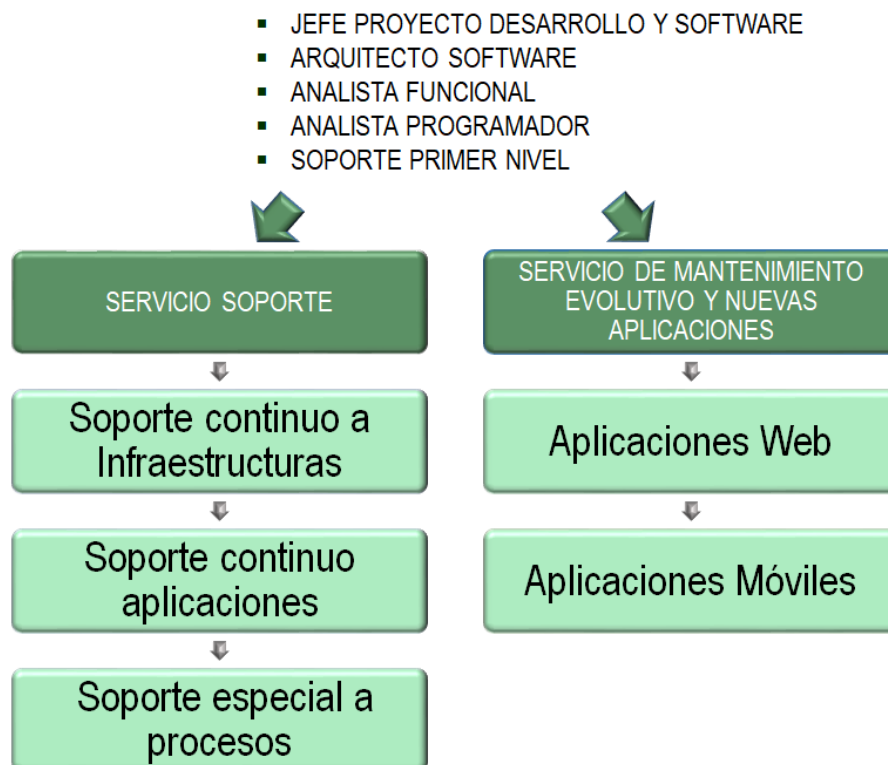 JEFE PROYECTO DESARROLLO Y SOFTWARE
ARQUITECTO SOFTWARE
ANALISTA FUNCIONAL
ANALISTA PROGRAMADOR
SOPORTE PRIMER NIVEL
SERVICIO SOPORTE
Soporte continuo a
Infraestructuras
Soporte continuo
aplicaciones
Soporte especial a
procesos
SERVICIO DE MANTENIMIENTO
EVOLUTIVO Y NUEVAS
APLICACIONES
Aplicaciones Web
Aplicaciones Móviles